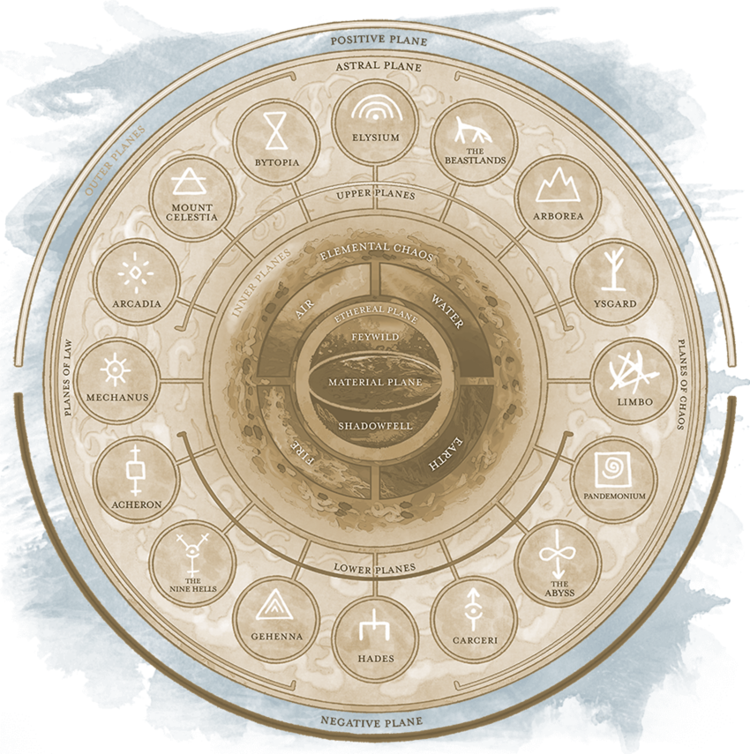 POSITIVE PLANE
ASTRAL PLANE
OUTER PLANES
ELYSIUM
BYTOPIA
THE
BEASTLANDS
UPPER PLANES
MOUNT
CELESTIA
ARBOREA
INNER PLANES
ELEMENTAL CHAOS
ARCADIA
AIR
WATER
YSGARD
ETHEREAL PLANE
FEYWILD
PLANES OF LAW
MECHANUS
MATERIAL PLANE
LIMBO
PLANES OF CHAOS
SHADOWFELL
FIRE
EARTH
ACHERON
PANDEMONIUM
LOWER PLANES
THE
NINE HELLS
THE
ABYSS
GEHENNA
CARCERI
HADES
NEGATIVE PLANE